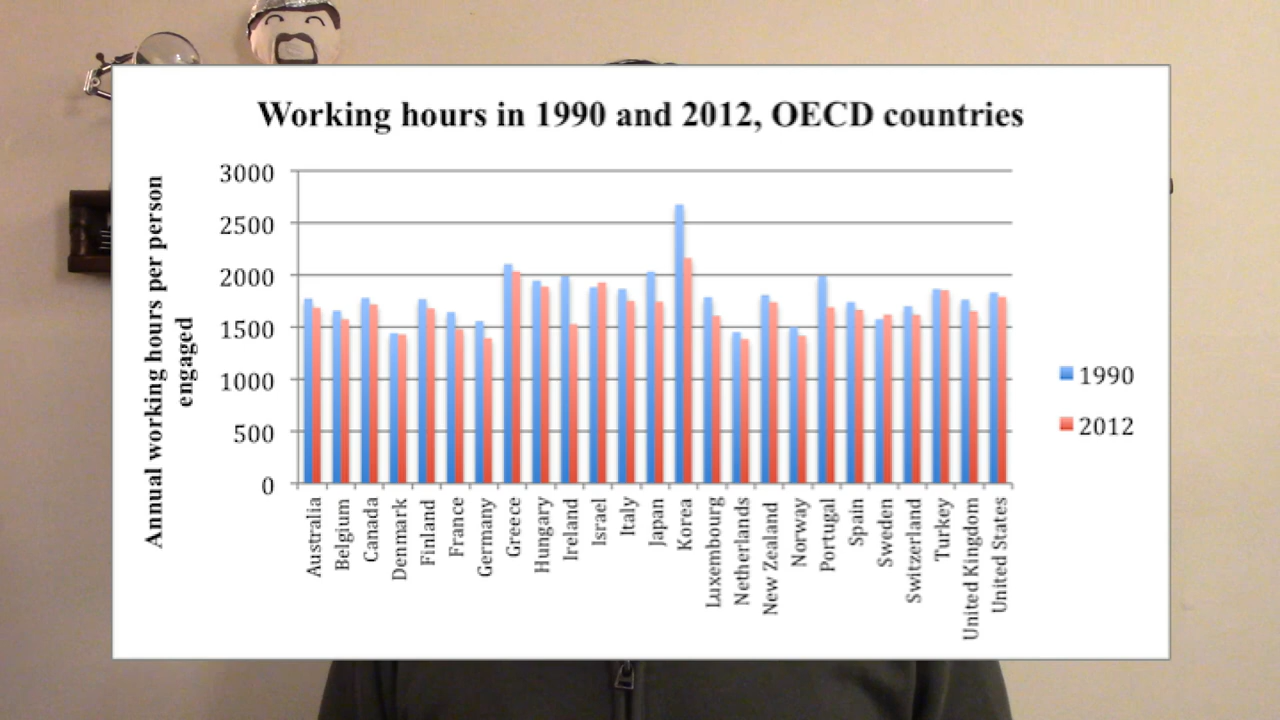 Working hours in 1990 and 2012, OECD countries
Annual working hours per person
engaged
3000
2500
2000
1500
1000
500
0
Australia
Belgium
Canada
Denmark
Finland
France
Germany
Greece
Hungary
Ireland
Israel
Italy
Japan
Korea
Luxembourg
Netherlands
New Zealand
Norway
Portugal
Spain
Sweden
Switzerland
Turkey
United Kingdom
United States
1990
2012